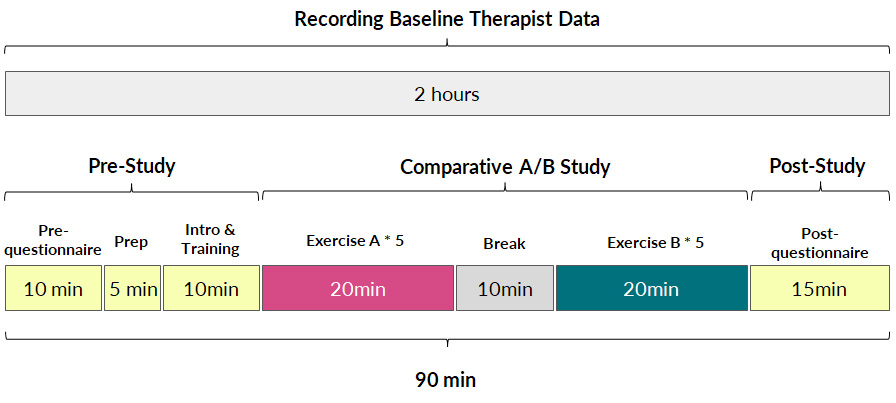 Recording Baseline Therapist Data
2 hours
Pre-Study
Comparative A/B Study
Post-Study
Pre-
questionnaire
Prep
Intro &
Training
Exercise A * 5
Break
Exercise B * 5
Post-
questionnaire
10 min
5 min
10min
20min
10min
20min
15min
90 min